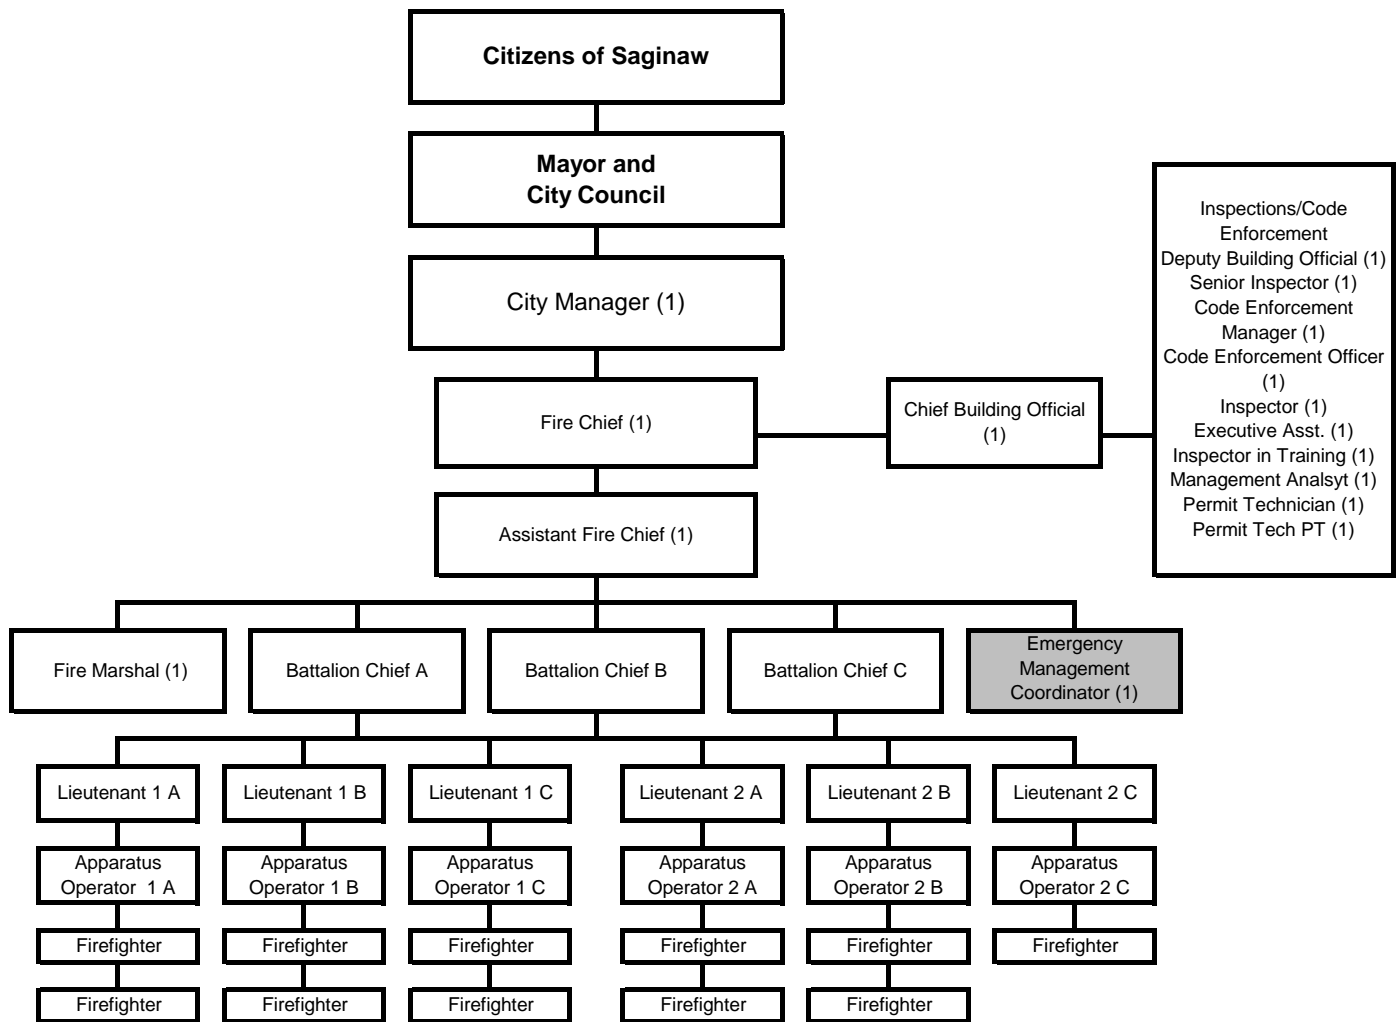 Citizens of Saginaw
Mayor and
City Council
City Manager (1)
Fire Chief (1)
Chief Building Official
(1)
Inspections/Code
Enforcement
Deputy Building Official (1)
Senior Inspector (1)
Code Enforcement
Manager (1)
Code Enforcement Officer
(1)
Inspector (1)
Executive Asst. (1)
Inspector in Training (1)
Management Analsyt (1)
Permit Technician (1)
Permit Tech PT (1)
Assistant Fire Chief (1)
Fire Marshal (1)
Battalion Chief A
Battalion Chief B
Battalion Chief C
Emergency
Management
Coordinator (1)
Lieutenant 1 A
Lieutenant 1 B
Lieutenant 1 C
Lieutenant 2 A
Lieutenant 2 B
Lieutenant 2 C
Apparatus
Operator  1 A
Apparatus
Operator 1 B
Apparatus
Operator 1 C
Apparatus
Operator 2 A
Apparatus
Operator 2 B
Apparatus
Operator 2 C
Firefighter
Firefighter
Firefighter
Firefighter
Firefighter
Firefighter
Firefighter
Firefighter
Firefighter
Firefighter
Firefighter